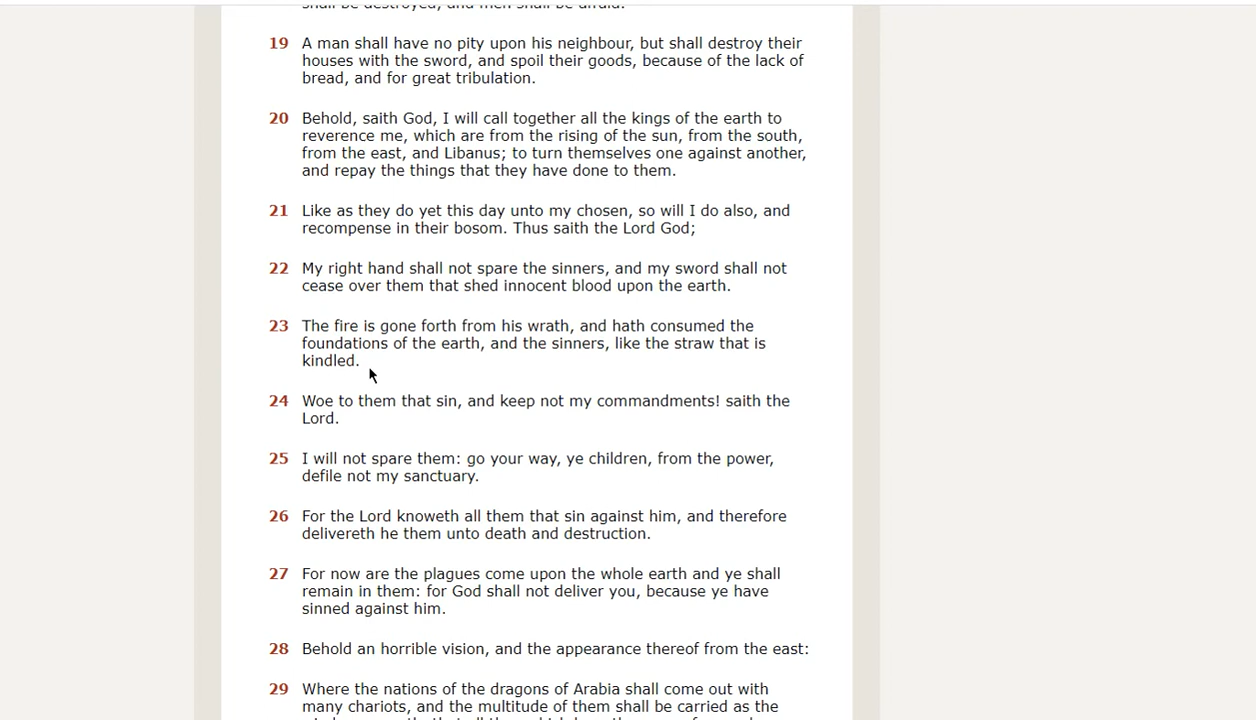 shall be destroyed, and men shall be afraid.
19 A man shall have no pity upon his neighbour, but shall destroy their
houses with the sword, and spoil their goods, because of the lack of
bread, and for great tribulation.
20 Behold, saith God, I will call together all the kings of the earth to
reverence me, which are from the rising of the sun, from the south,
from the east, and Libanus; to turn themselves one against another,
and repay the things that they have done to them.
21 Like as they do yet this day unto my chosen, so will I do also, and
recompense in their bosom. Thus saith the Lord God;
22 My right hand shall not spare the sinners, and my sword shall not
cease over them that shed innocent blood upon the earth.
23 The fire is gone forth from his wrath, and hath consumed the
foundations of the earth, and the sinners, like the straw that is
kindled.
24 Woe to them that sin, and keep not my commandments! saith the
Lord.
25 I will not spare them: go your way, ye children, from the power,
defile not my sanctuary.
26 For the Lord knoweth all them that sin against him, and therefore
delivereth he them unto death and destruction.
27 For now are the plagues come upon the whole earth and ye shall
remain in them: for God shall not deliver you, because ye have
sinned against him.
28 Behold an horrible vision, and the appearance thereof from the east:
29 Where the nations of the dragons of Arabia shall come out with
many chariots, and the multitude of them shall be carried as the